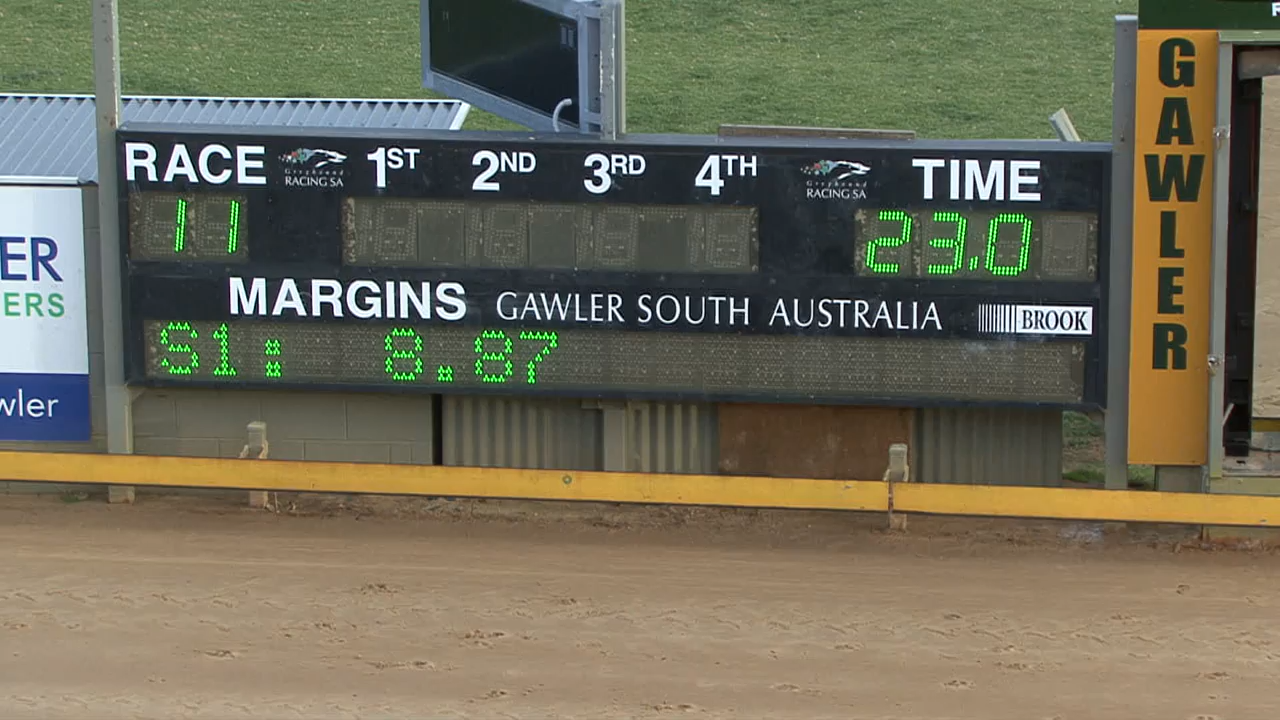 RACE Greyhound RACING SA 1ST 2ND 3RD 4TH Greyhound RACING SA TIME
11 23.0
MARGINS GAWLER SOUTH AUSTRALIA BROOK
S1: 8.87
GAWLER
ER
ERS
wler